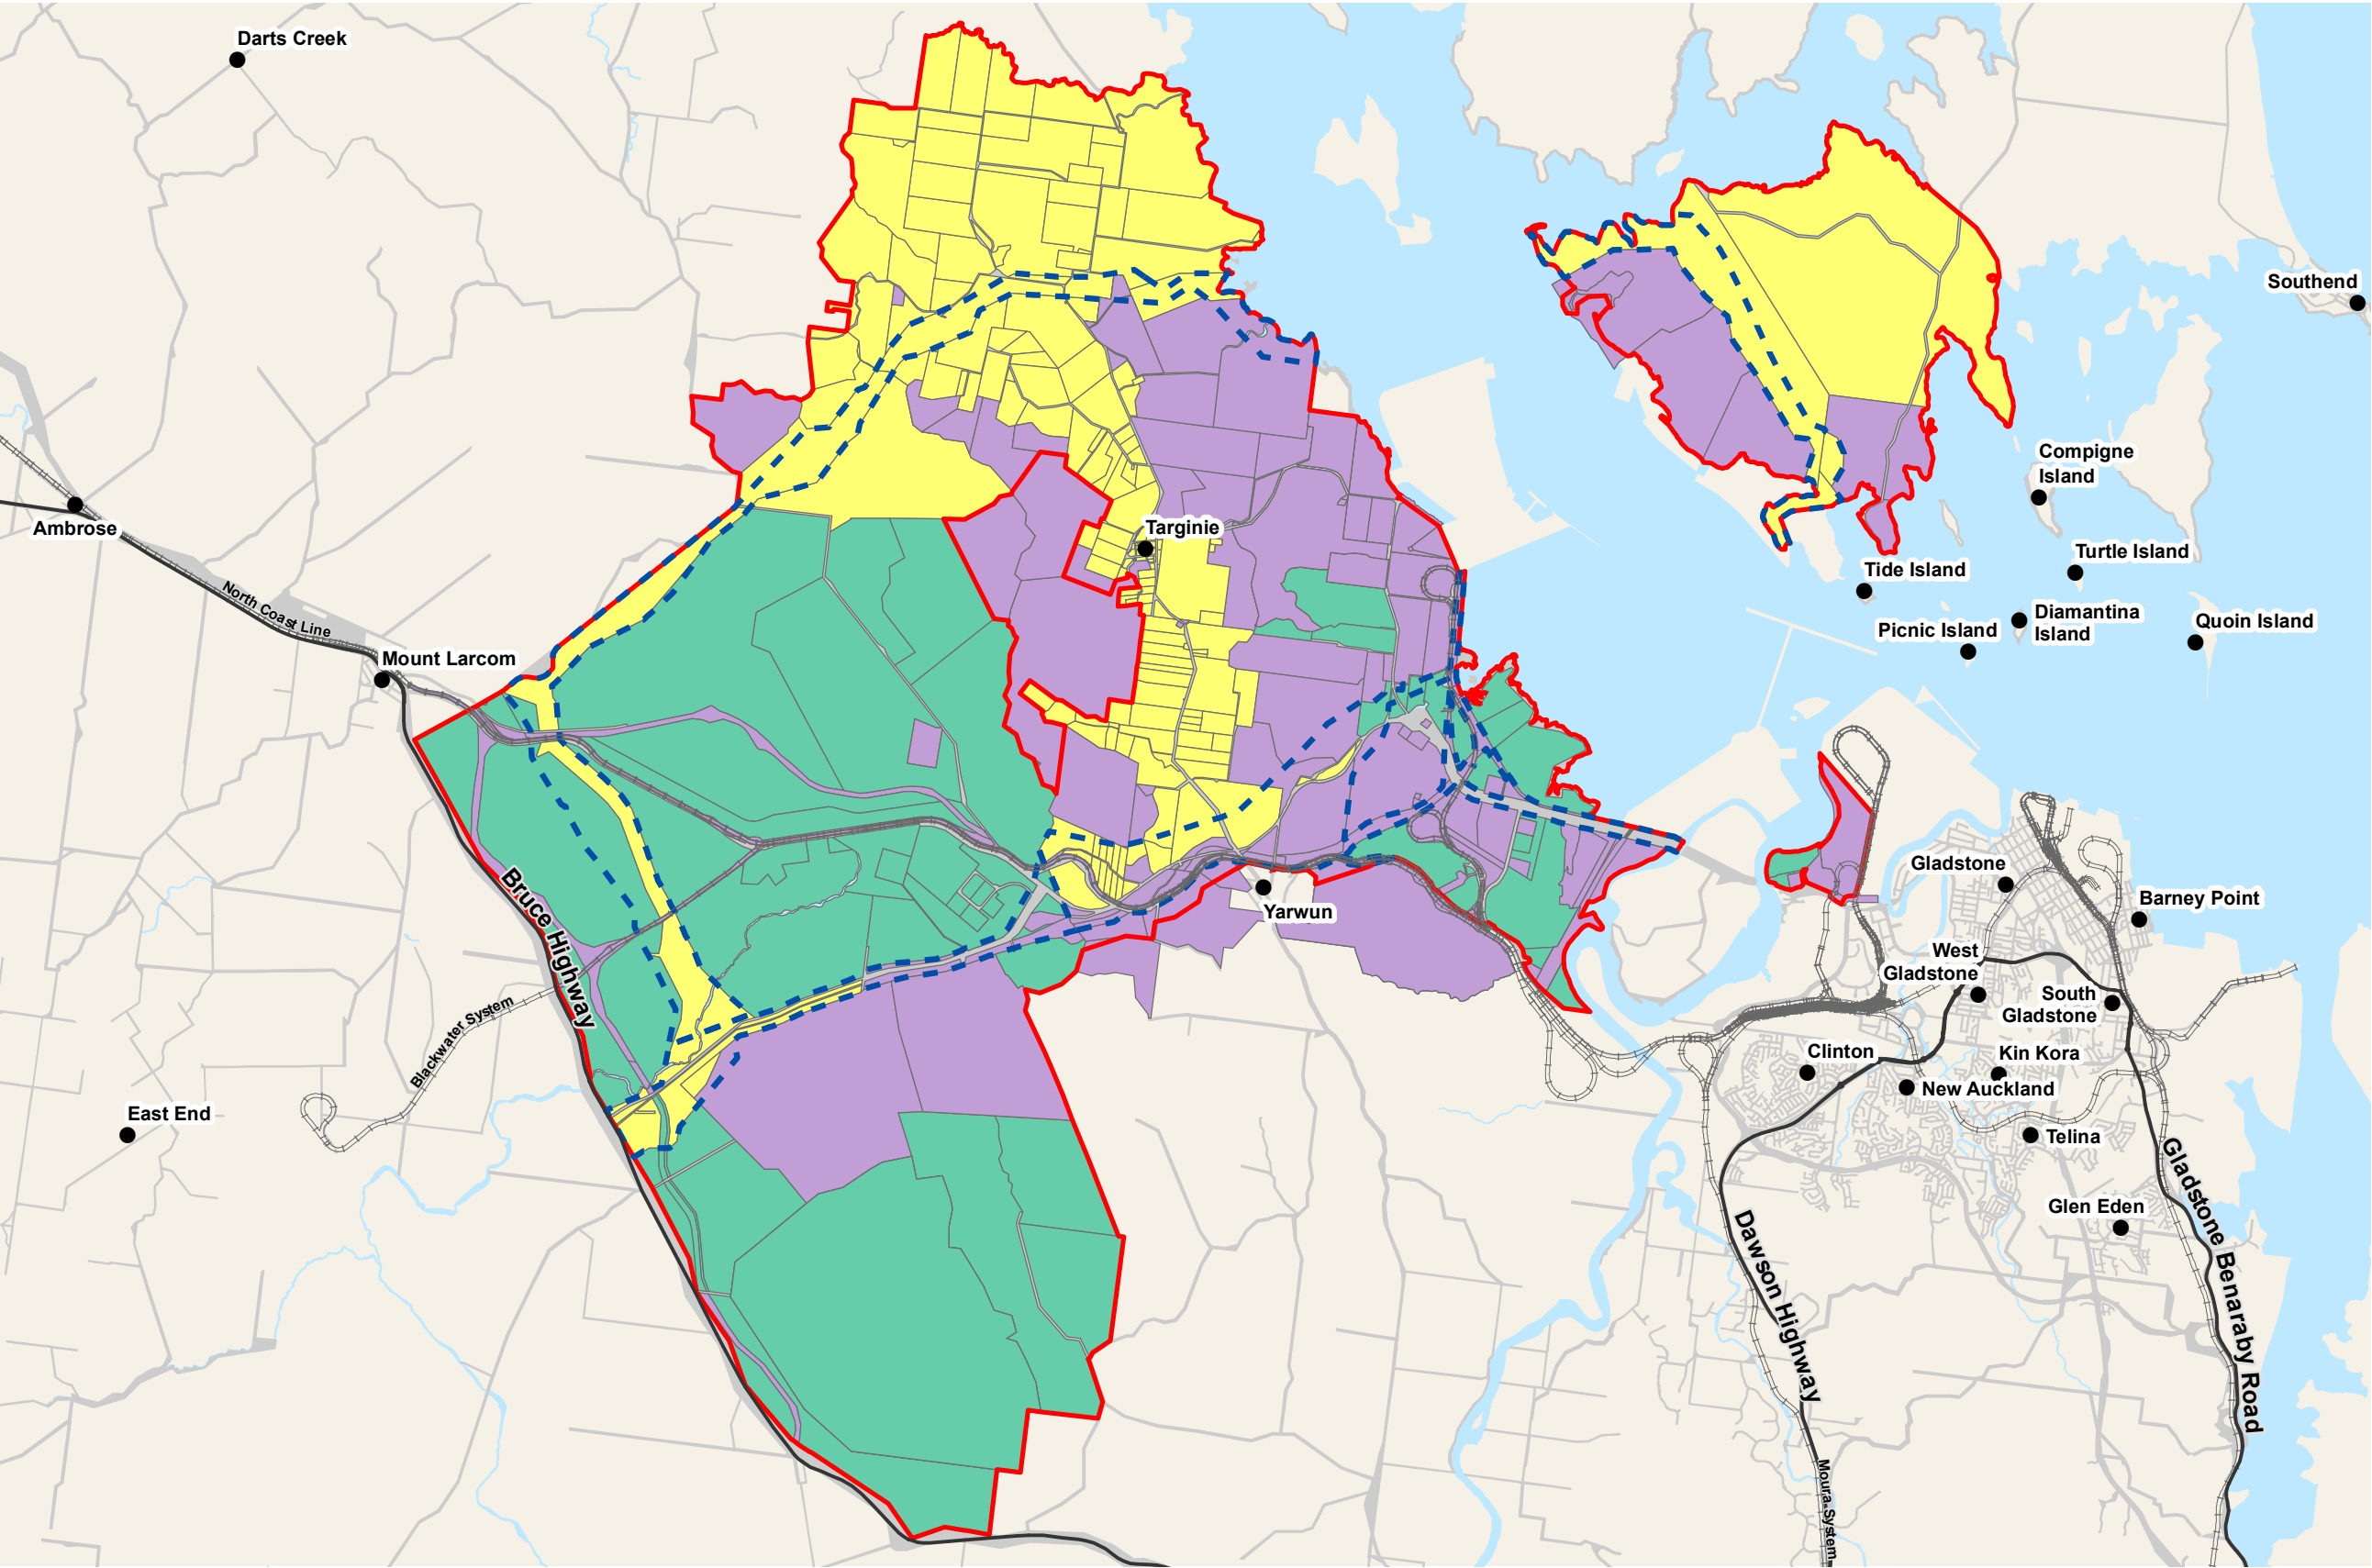 Darts Creek
Southend
Compigne
Island
Ambrose
Targinie
Turtle Island
Tide Island
North Coast Line
Diamantina
Island
Picnic Island
Quoin Island
Mount Larcom
Gladstone
Bruce Highway
Yarwun
Barney Point
West
Gladstone
South
Gladstone
Blackwater System
Clinton
Kin Kora
New Auckland
East End
Telina
Glen Eden
Gladstone Benaraby Road
Dawson Highway
Moura System